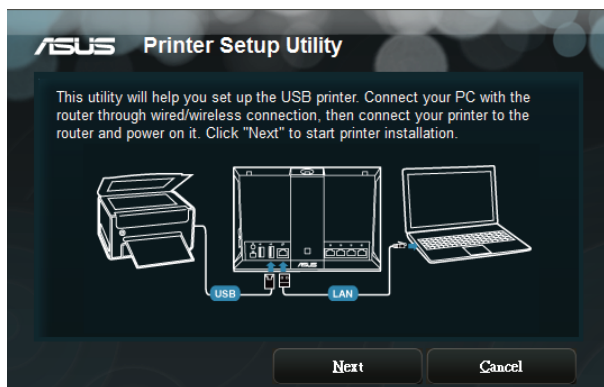 ASUS Printer Setup Utility
This utility will help you set up the USB printer. Connect your PC with the
router through wired/wireless connection, then connect your printer to the
router and power on it. Click "Next" to start printer installation.
ASUS
USB
LAN
Next Cancel